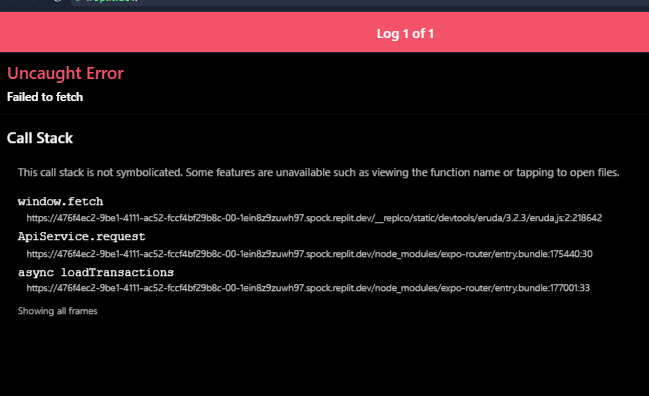 Log 1 of 1
Uncaught Error
Failed to fetch
Call Stack
This call stack is not symbolicated. Some features are unavailable such as viewing the function name or tapping to open files.
window.fetch
https://476f4ec2-9be1-4111-ac52-fccf4bf29b8c-00-1ein8z9zuwh97.spock.replit.dev/__replco/static/devtools/eruda/3.2.3/eruda.js:2:218642
ApiService.request
https://476f4ec2-9be1-4111-ac52-fccf4bf29b8c-00-1ein8z9zuwh97.spock.replit.dev/node_modules/expo-router/entry.bundle:175440:30
async loadTransactions
https://476f4ec2-9be1-4111-ac52-fccf4bf29b8c-00-1ein8z9zuwh97.spock.replit.dev/node_modules/expo-router/entry.bundle:177001:33
Showing all frames